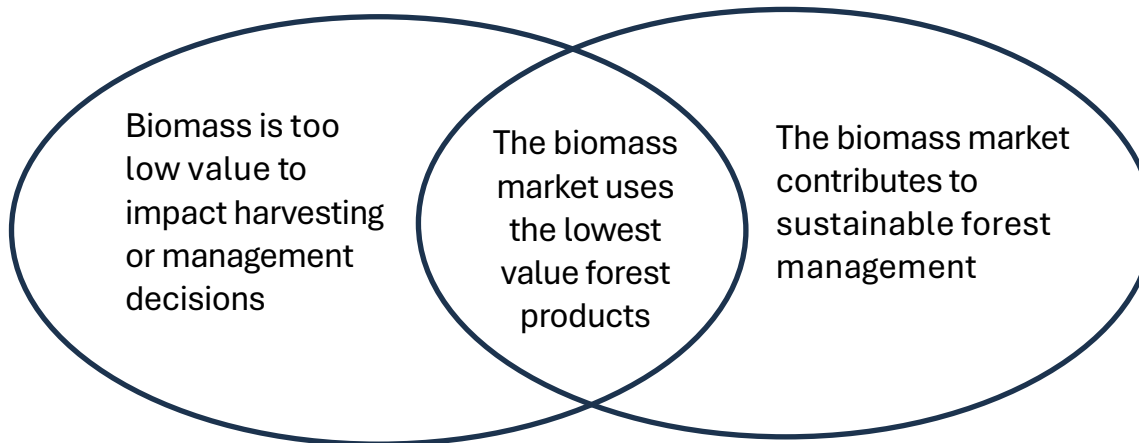 Biomass is too
low value to
impact harvesting
or management
decisions
The biomass
market uses
the lowest
value forest
products
The biomass market
contributes to
sustainable forest
management